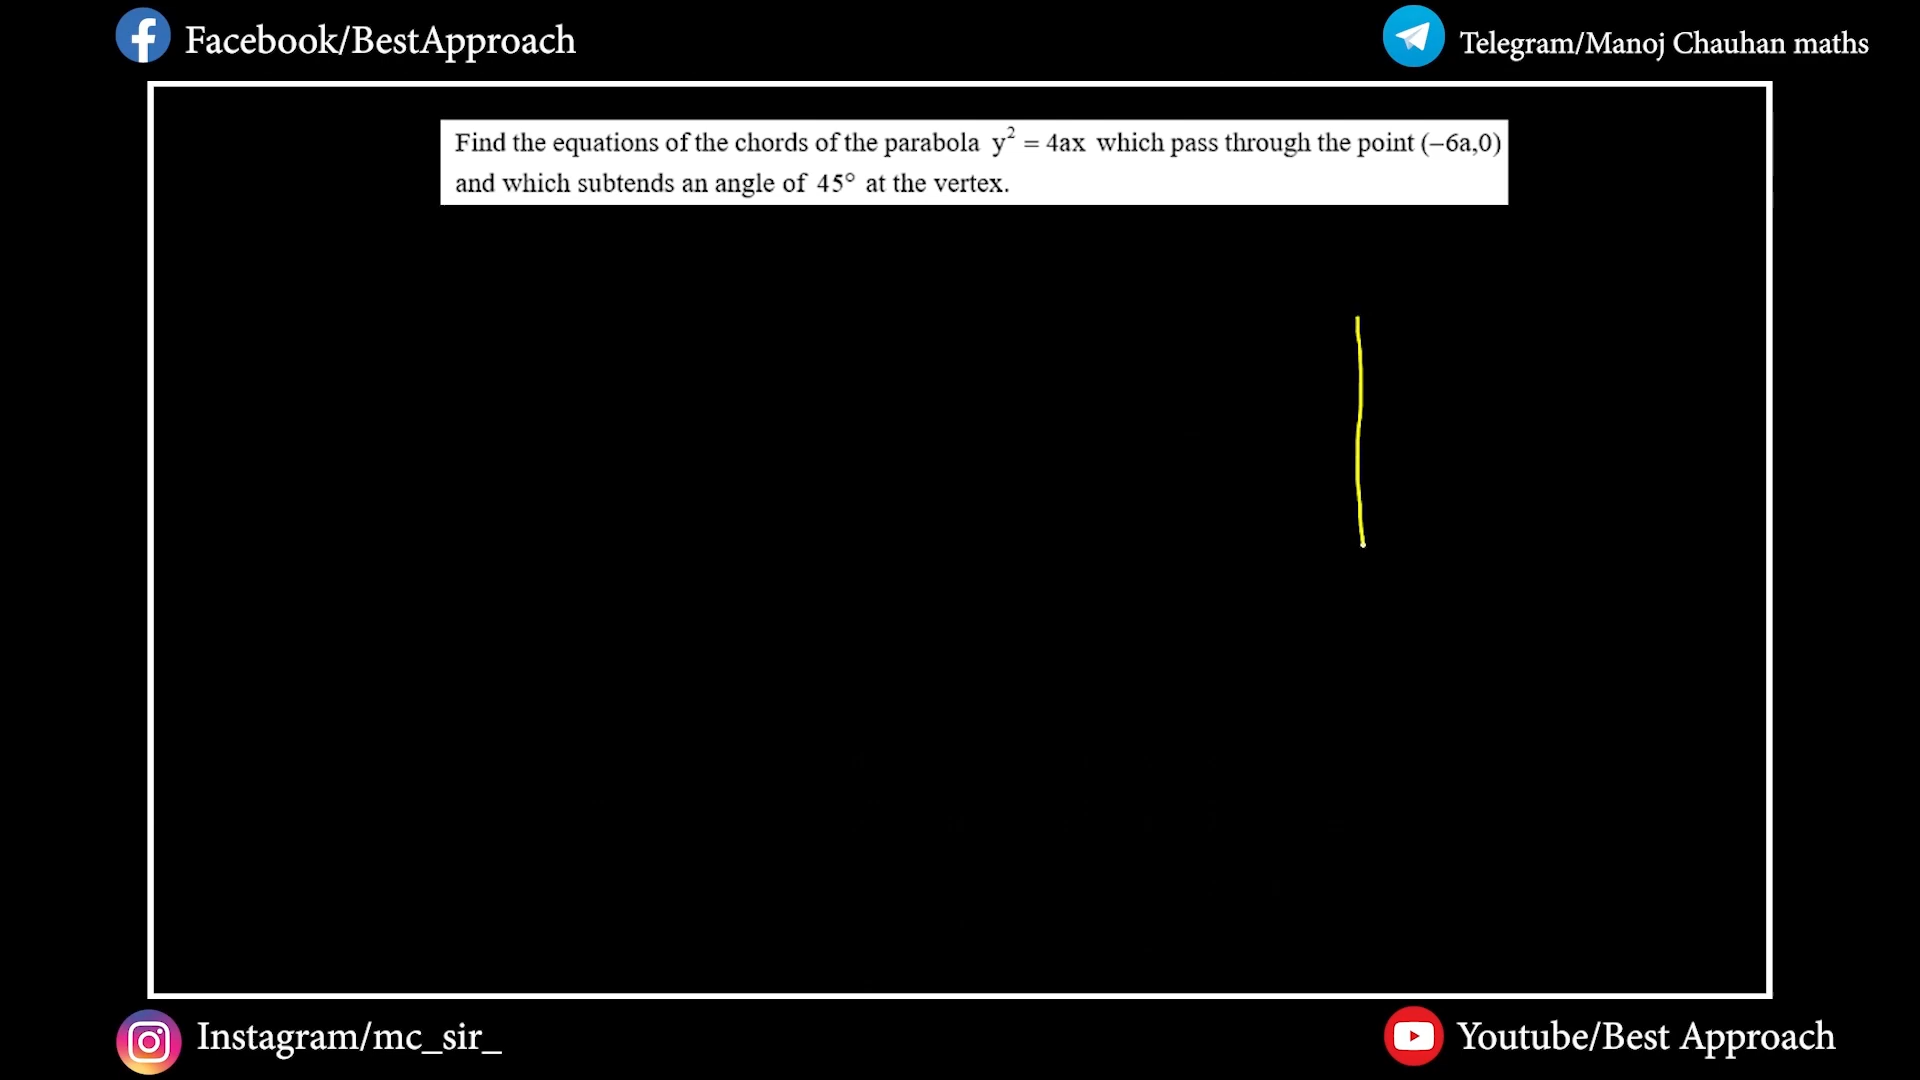 Facebook/BestApproach
Telegram/Manoj Chauhan maths
Find the equations of the chords of the parabola y² = 4ax which pass through the point (−6a,0)
and which subtends an angle of 45° at the vertex.
Instagram/mc_sir_
Youtube/Best Approach